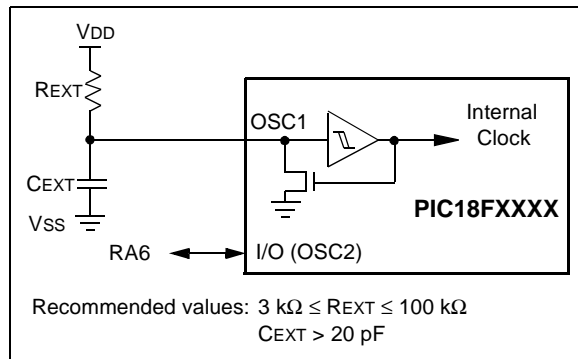 VDD
REXT
OSC1
Internal
Clock
CEXT
PIC18FXXXX
VSS
RA6
I/O (OSC2)
Recommended values: 3 kΩ ≤ REXT ≤ 100 kΩ
CEXT > 20 pF